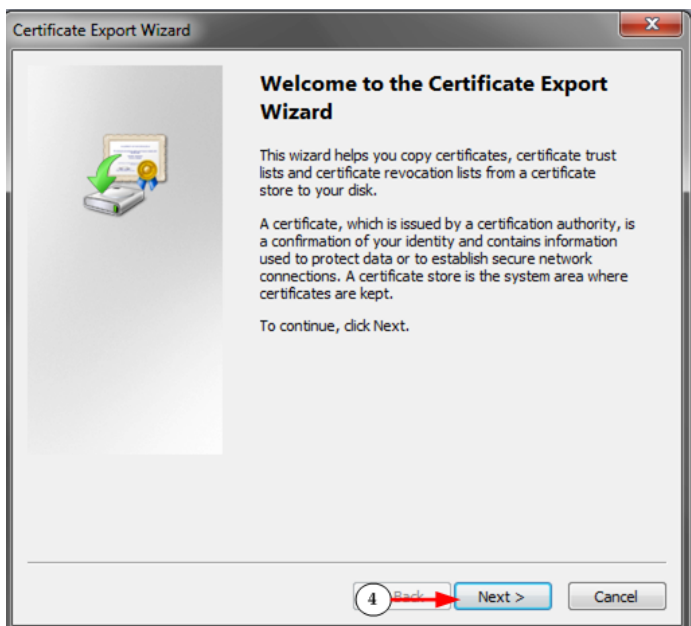 Certificate Export Wizard
Welcome to the Certificate Export
Wizard
This wizard helps you copy certificates, certificate trust
lists and certificate revocation lists from a certificate
store to your disk.
A certificate, which is issued by a certification authority, is
a confirmation of your identity and contains information
used to protect data or to establish secure network
connections. A certificate store is the system area where
certificates are kept.
To continue, click Next.
4 Back Next > Cancel